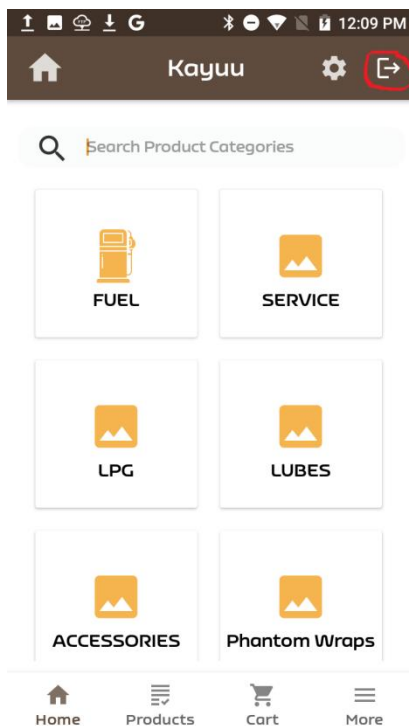 G 12:09 PM
Kayuu
Search Product Categories
FUEL SERVICE
LPG LUBES
ACCESSORIES Phantom Wraps
Home Products Cart More